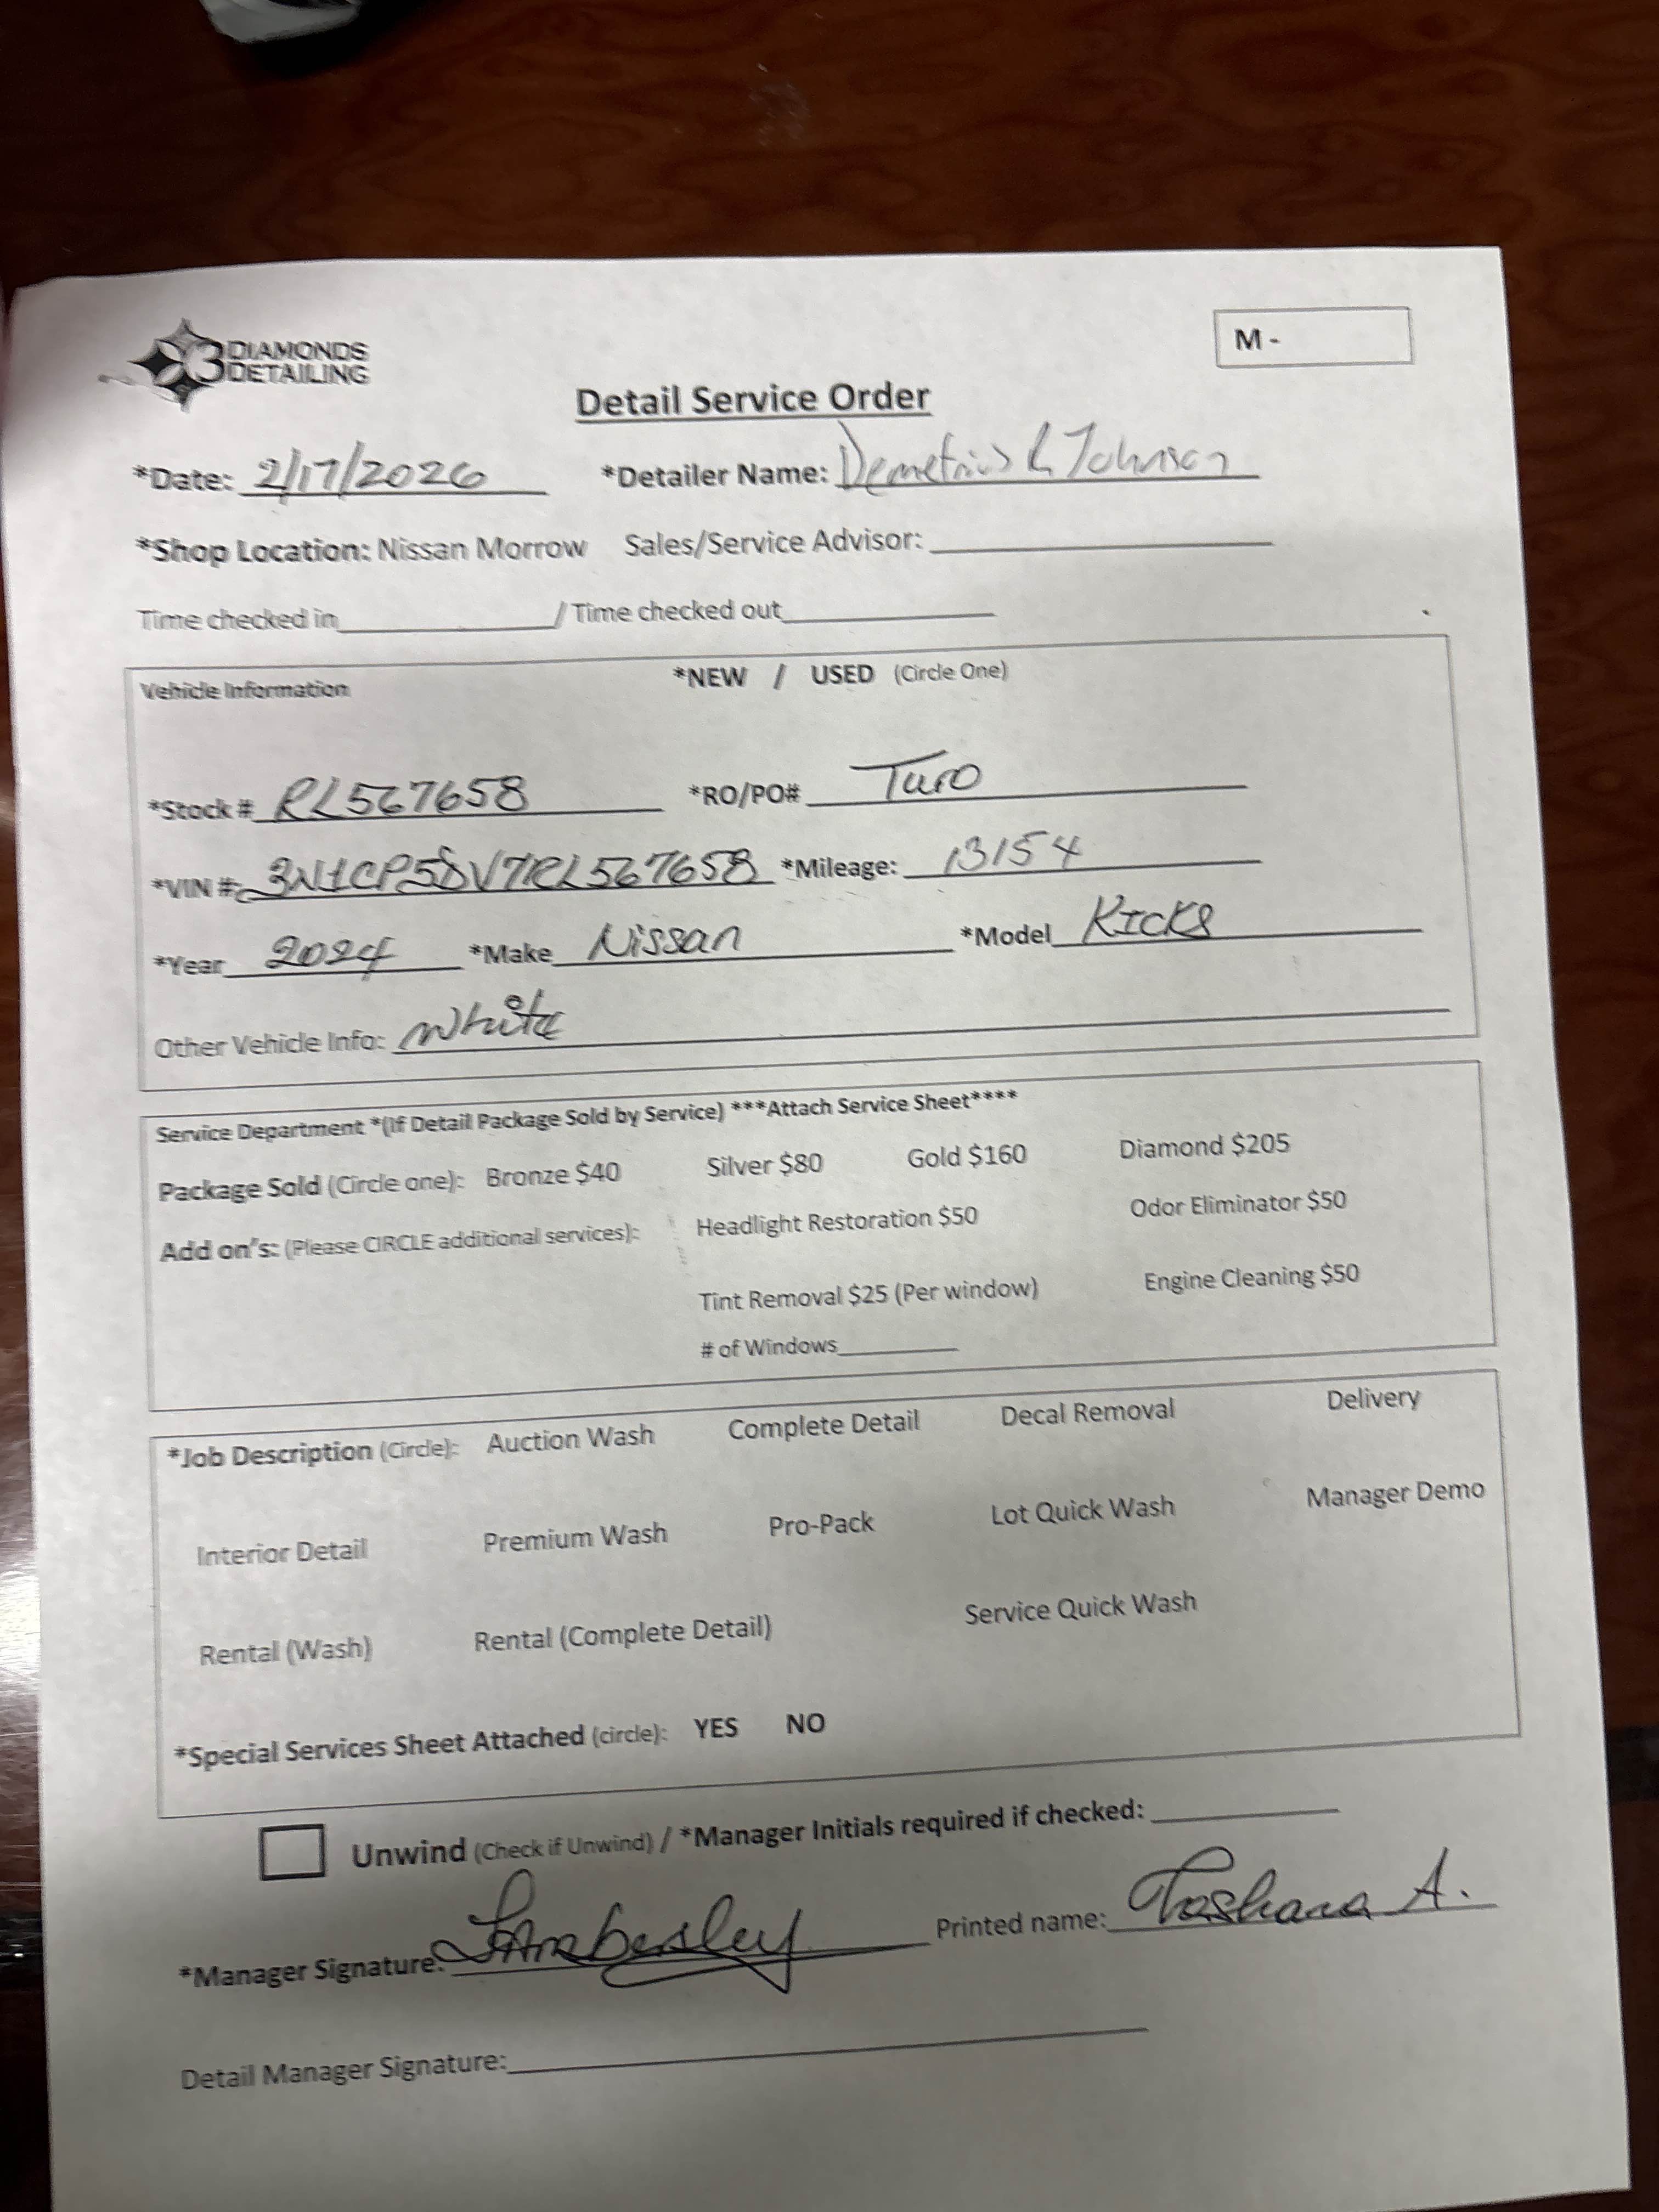 3 DIAMONDS
DETAILING
M -
Detail Service Order
*Date: 2/17/2026 *Detailer Name: Demetrius L Johnson
*Shop Location: Nissan Morrow Sales/Service Advisor:
Time checked in / Time checked out
Vehicle Information *NEW / USED (Circle One)
*Stock # RL567658 *RO/PO# Turo
*VIN #: 3N1CP5DV7RL567658 *Mileage: 13154
*Year 2024 *Make Nissan *Model KICKS
Other Vehicle Info: White
Service Department *(If Detail Package Sold by Service) ***Attach Service Sheet****
Package Sold (Circle one): Bronze $40 Silver $80 Gold $160 Diamond $205
Add on's: (Please CIRCLE additional services): Headlight Restoration $50 Odor Eliminator $50
Tint Removal $25 (Per window) Engine Cleaning $50
# of Windows
*Job Description (Circle): Auction Wash Complete Detail Decal Removal Delivery
Interior Detail Premium Wash Pro-Pack Lot Quick Wash Manager Demo
Rental (Wash) Rental (Complete Detail) Service Quick Wash
*Special Services Sheet Attached (circle): YES NO
Unwind (Check if Unwind) / *Manager Initials required if checked:
*Manager Signature: Printed name: Tashana A.
Detail Manager Signature: